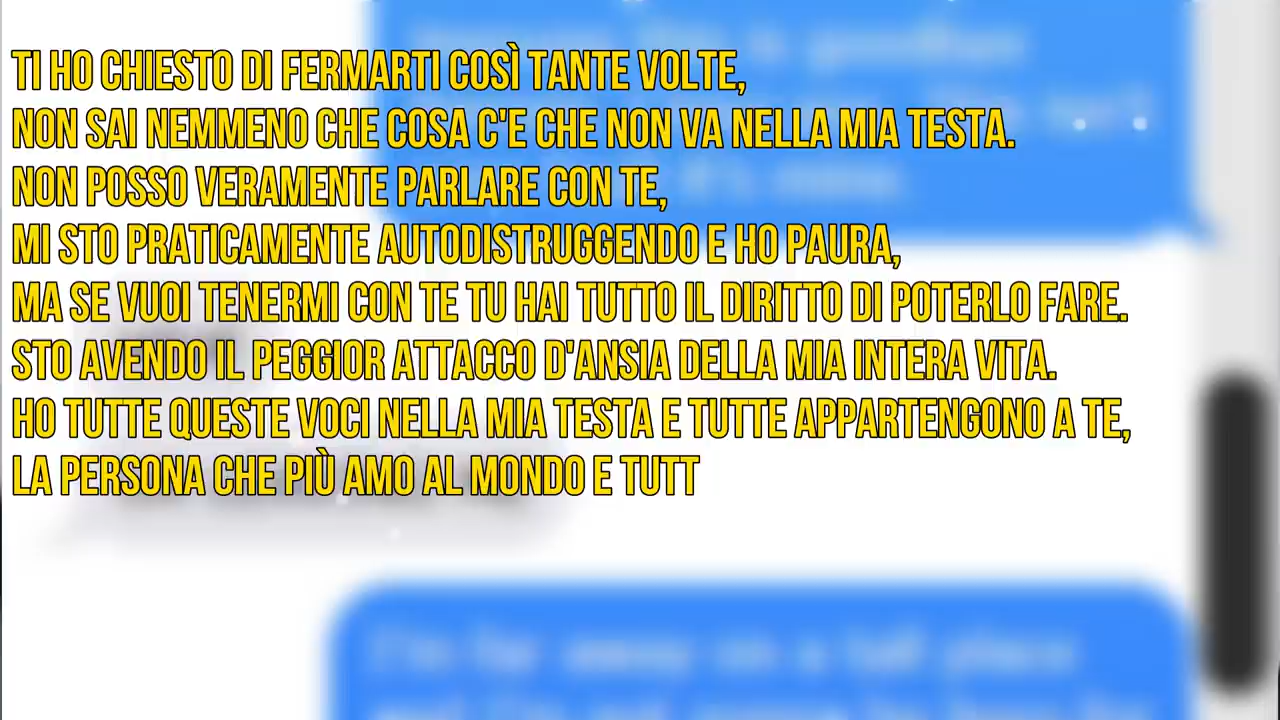 TI HO CHIESTO DI FERMARTI COSÌ TANTE VOLTE,
NON SAI NEMMENO CHE COSA C'E CHE NON VA NELLA MIA TESTA.
NON POSSO VERAMENTE PARLARE CON TE,
MI STO PRATICAMENTE AUTODISTRUGGENDO E HO PAURA,
MA SE VUOI TENERMI CON TE TU HAI TUTTO IL DIRITTO DI POTERLO FARE.
STO AVENDO IL PEGGIOR ATTACCO D'ANSIA DELLA MIA INTERA VITA.
HO TUTTE QUESTE VOCI NELLA MIA TESTA E TUTTE APPARTENGONO A TE,
LA PERSONA CHE PIÙ AMO AL MONDO E TUTT